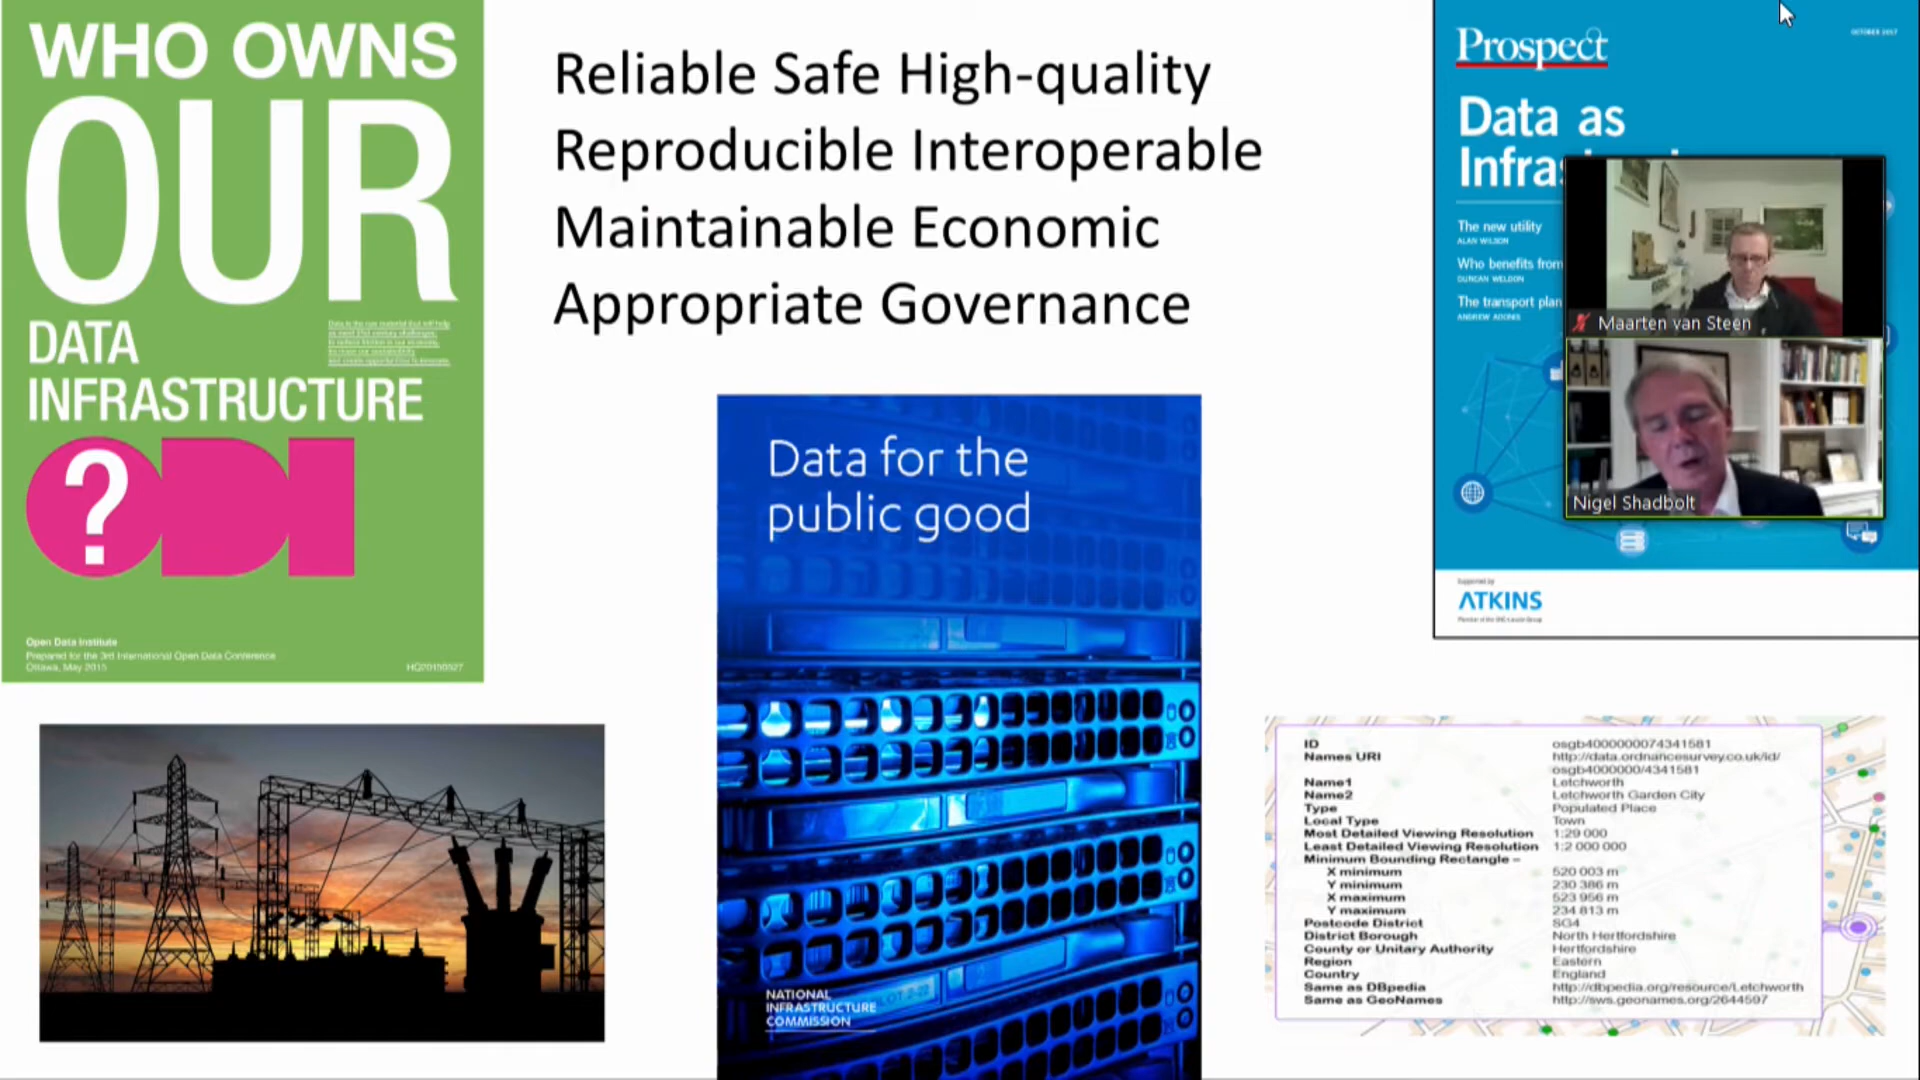 WHO OWNS
OUR
DATA
INFRASTRUCTURE
?ODI
Open Data Institute
Prepared for the 3rd International Open Data Conference
Ottawa, May 2015
HQ20150527
Reliable Safe High-quality
Reproducible Interoperable
Maintainable Economic
Appropriate Governance
Data for the
public good
NATIONAL
INFRASTRUCTURE
COMMISSION
OCTOBER 2017
Prospect
Data as
The new utility
ALAN WILSON
Who benefits from
DUNCAN WELDON
The transport plan
ANDREW ADONIS
Maarten van Steen
Nigel Shadbolt
Supported by
ATKINS
Member of the SNC-Lavalin Group
ID osgb4000000074341581
Names URI http://data.ordnancesurvey.co.uk/id/
osgb4000000/4341581
Name1 Letchworth
Name2 Letchworth Garden City
Type Populated Place
Local Type Town
Most Detailed Viewing Resolution 1:29 000
Least Detailed Viewing Resolution 1:2 000 000
Minimum Bounding Rectangle –
X minimum 520 003 m
Y minimum 230 386 m
X maximum 523 956 m
Y maximum 234 813 m
Postcode District SG4
District Borough North Hertfordshire
County or Unitary Authority Hertfordshire
Region Eastern
Country England
Same as DBpedia http://dbpedia.org/resource/Letchworth
Same as GeoNames http://sws.geonames.org/2644597